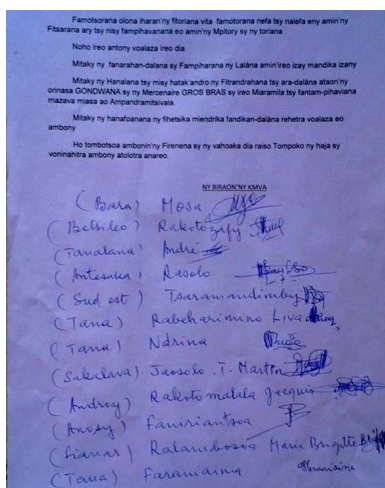 Famotsorana olona iharan'ny fitoriana vita famotorana nefa tsy nalefa eny amin'ny
Fitsarana ary tsy nisy fampihavanana eo amin'ny Mpitory sy ny toriana
Noho ireo antony voalaza ireo dia
Mitaky ny fanarahan-dalana sy Fampiharana ny Lalàna amin'ireo izay mandika izany
Mitaky ny Hanalana tsy misy hatak'andro ny Fitrandrahana tsy ara-dalàna ataon'ny
orinasa GONDWANA sy ny Mercenaire GROS BRAS sy ireo Miaramila tsy fantam-pihaviana
mazava miasa ao Ampandramitsivala.
Mitaky ny hanafoanana ny fihetsika miendrika fandikan-dalàna rehetra voalaza eo
ambony
Ho tombotsoa ambonin'ny Firenena sy ny vahoaka dia raiso Tompoko ny haja sy
voninahitra ambony atolotra anareo.
NY BIRAON'NY KMVA
(Bara) Mosa
(Betsileo) Rakotozafy
(Tanalana) André
(Antesaka) Rasolo
(Sud est) Tsaramandimby
(Tana) Rabeharimino Liva
(Tana) Ndrina
(Sakalava) Jaosolo .T. Martin
(Androy) Rakotomalala Jacquis
(Anosy) Famiriantsoa
(Fianar) Ralambosoa Marie Brigitte
(Tana) Faraniaina Faraniaina